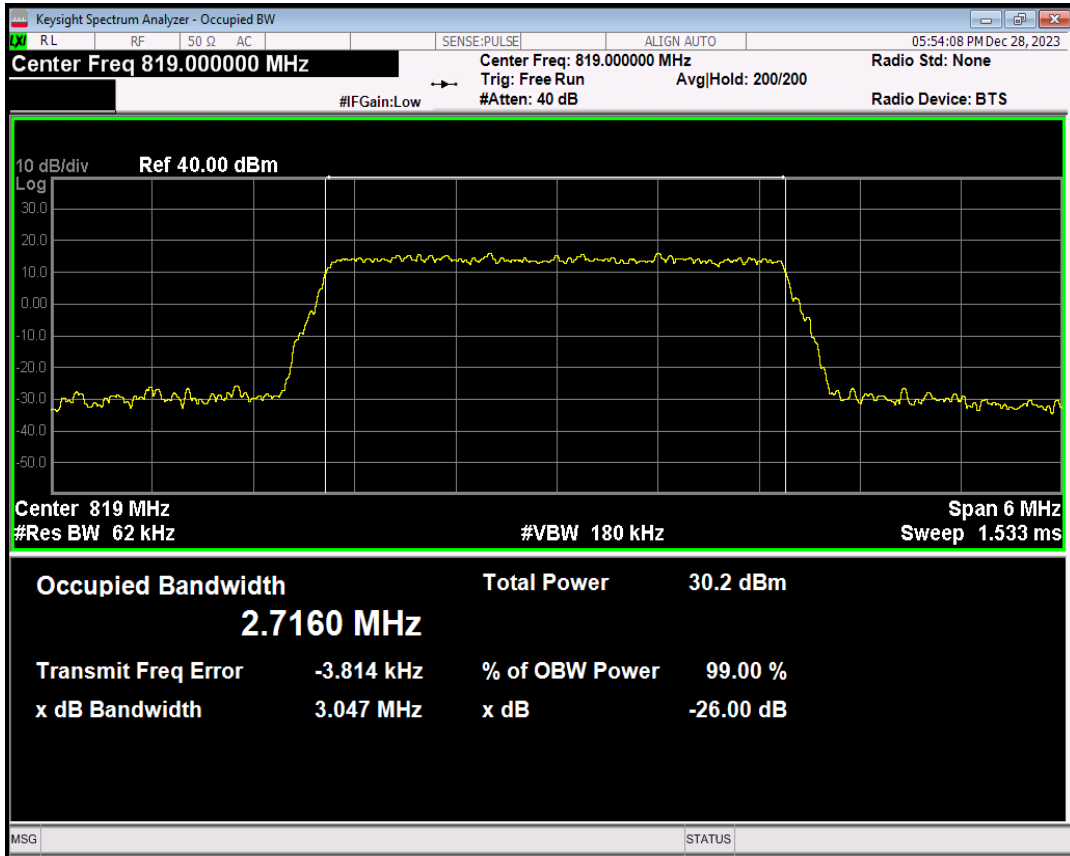 Keysight Spectrum Analyzer - Occupied BW
LXI RL RF 50 Ω AC SENSE:PULSE ALIGN AUTO 05:54:08 PM Dec 28, 2023
Center Freq 819.000000 MHz Center Freq: 819.000000 MHz Radio Std: None
Trig: Free Run Avg|Hold: 200/200
#IFGain:Low #Atten: 40 dB Radio Device: BTS
10 dB/div Ref 40.00 dBm
Log
30.0
20.0
10.0
0.00
-10.0
-20.0
-30.0
-40.0
-50.0
Center 819 MHz Span 6 MHz
#Res BW 62 kHz #VBW 180 kHz Sweep 1.533 ms
Occupied Bandwidth Total Power 30.2 dBm
2.7160 MHz
Transmit Freq Error -3.814 kHz % of OBW Power 99.00 %
x dB Bandwidth 3.047 MHz x dB -26.00 dB
MSG STATUS